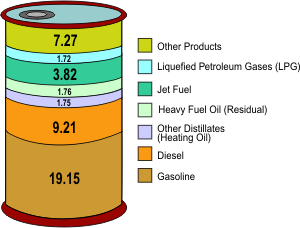 7.27
1.72
3.82
1.76
1.75
9.21
19.15
Other Products
Liquefied Petroleum Gases (LPG)
Jet Fuel
Heavy Fuel Oil (Residual)
Other Distillates
(Heating Oil)
Diesel
Gasoline